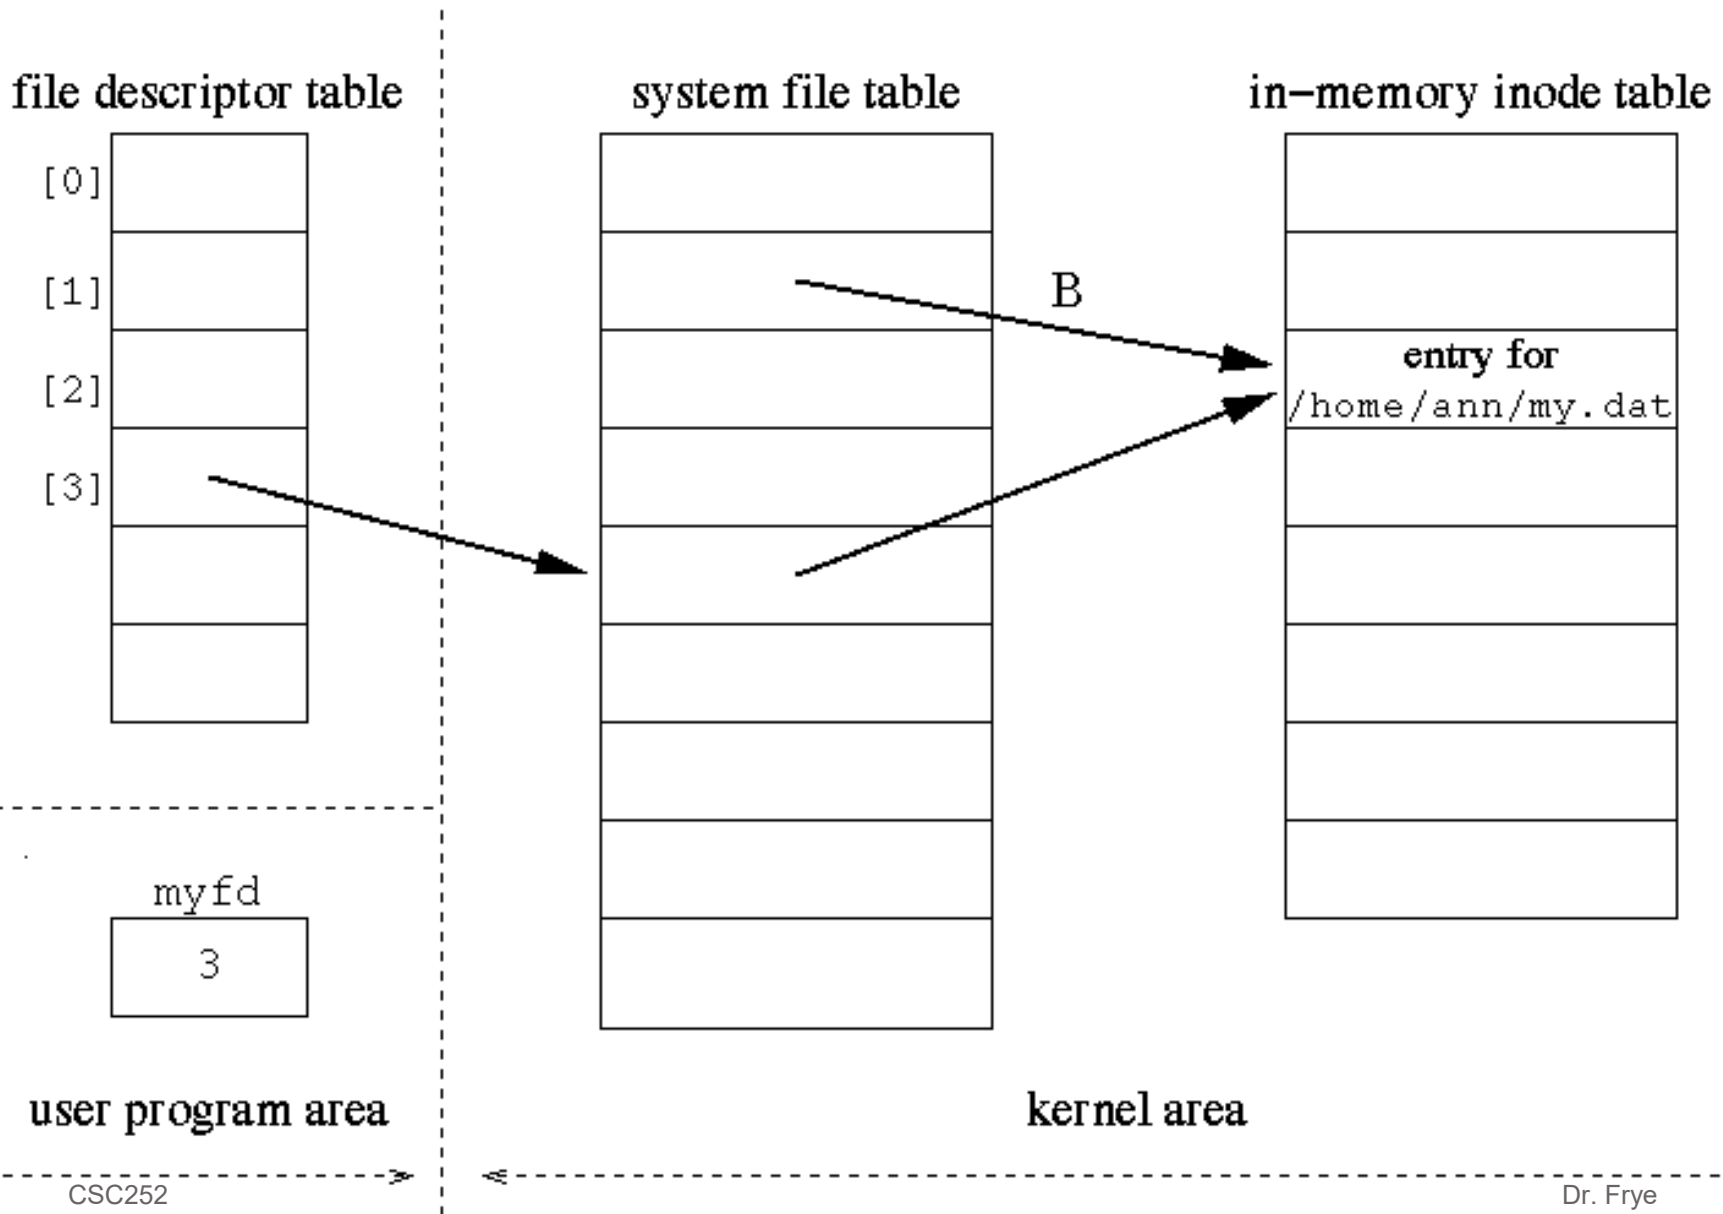 file descriptor table
system file table
in-memory inode table
[0]
[1]
B
entry for
[2]
/home/ann/my.dat
[3]
myfd
3
user program area
kernel area
CSC252
Dr. Frye